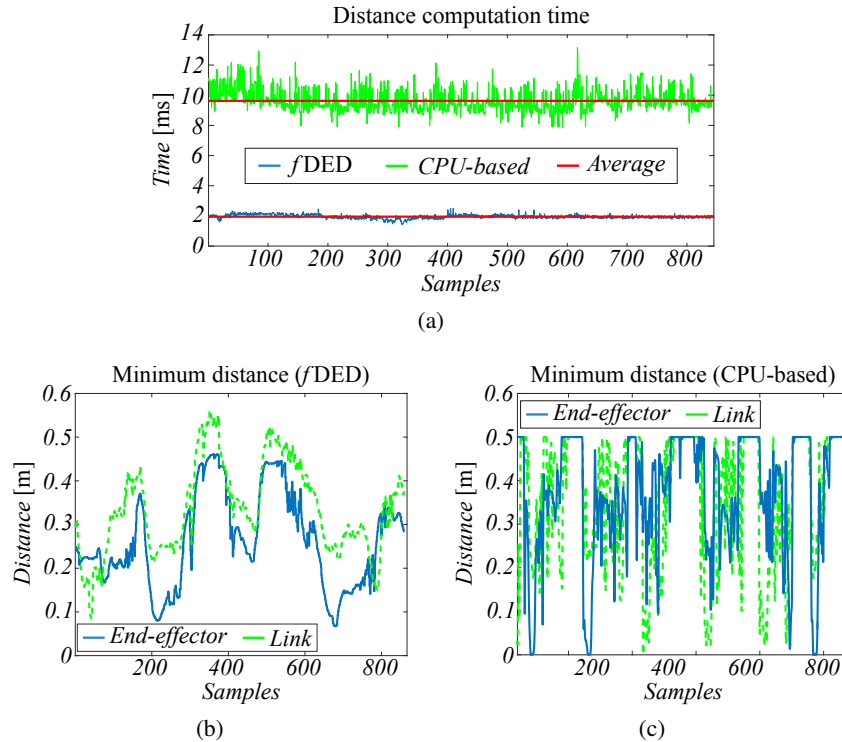 Distance computation time
14
12
10
8
6
4
2
0
Time [ms]
fDED CPU-based Average
100 200 300 400 500 600 700 800
Samples
(a)
Minimum distance (fDED)
0.6
0.5
0.4
0.3
0.2
0.1
0
Distance [m]
End-effector Link
200 400 600 800
Samples
(b)
Minimum distance (CPU-based)
0.6
0.5
0.4
0.3
0.2
0.1
0
Distance [m]
End-effector Link
200 400 600 800
Samples
(c)